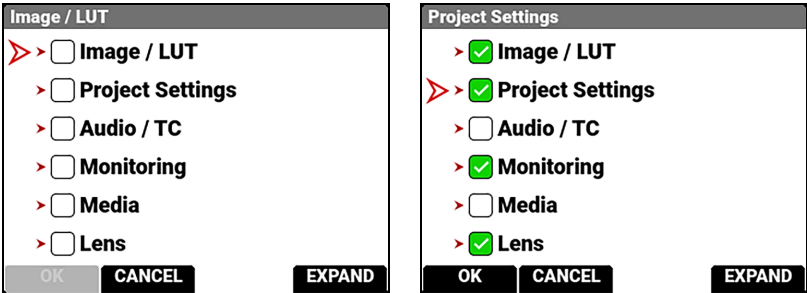 Image / LUT
Image / LUT
Project Settings
Audio / TC
Monitoring
Media
Lens
OK CANCEL EXPAND
Project Settings
Image / LUT
Project Settings
Audio / TC
Monitoring
Media
Lens
OK CANCEL EXPAND